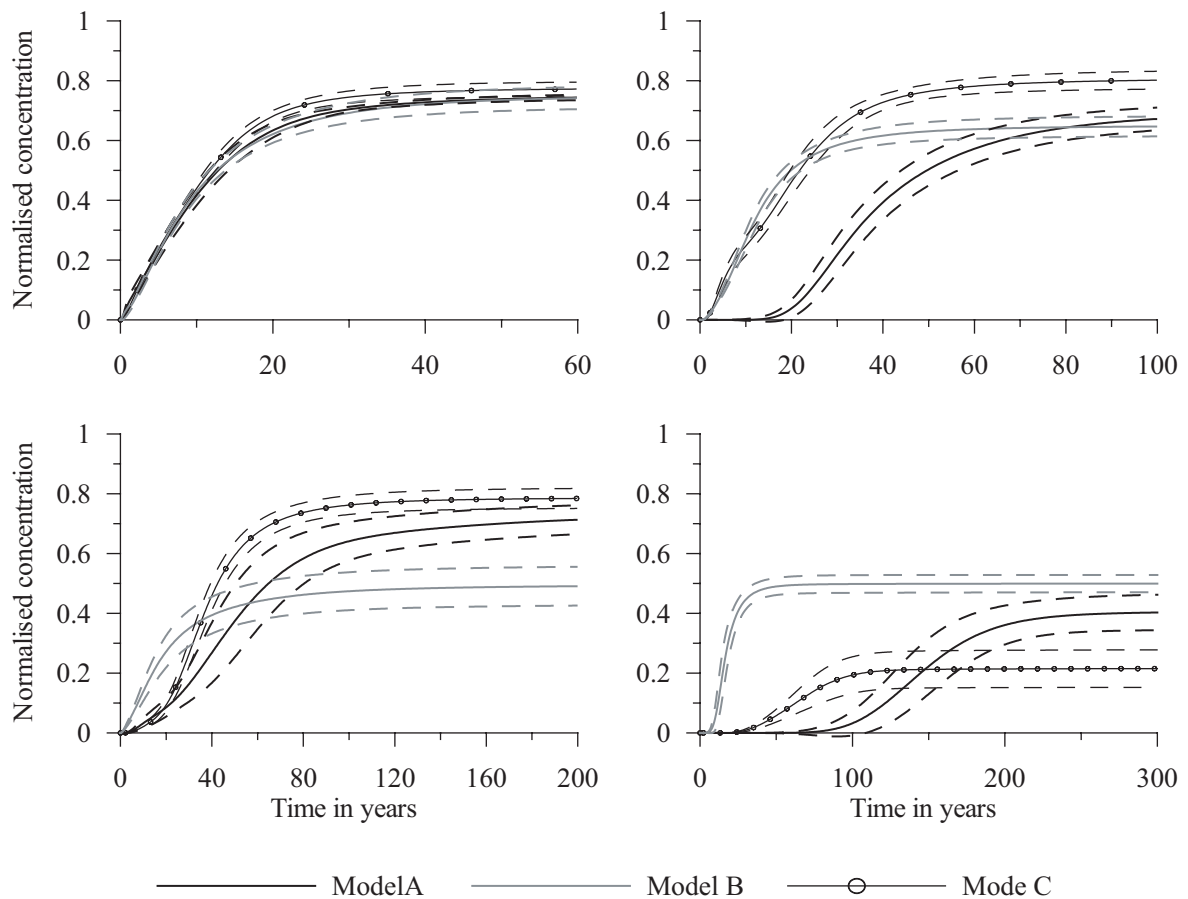 Normalised concentration
1
0.8
0.6
0.4
0.2
0
0 20 40 60
1
0.8
0.6
0.4
0.2
0
0 20 40 60 80 100
Normalised concentration
1
0.8
0.6
0.4
0.2
0
0 40 80 120 160 200
Time in years
1
0.8
0.6
0.4
0.2
0
0 100 200 300
Time in years
ModelA Model B Mode C